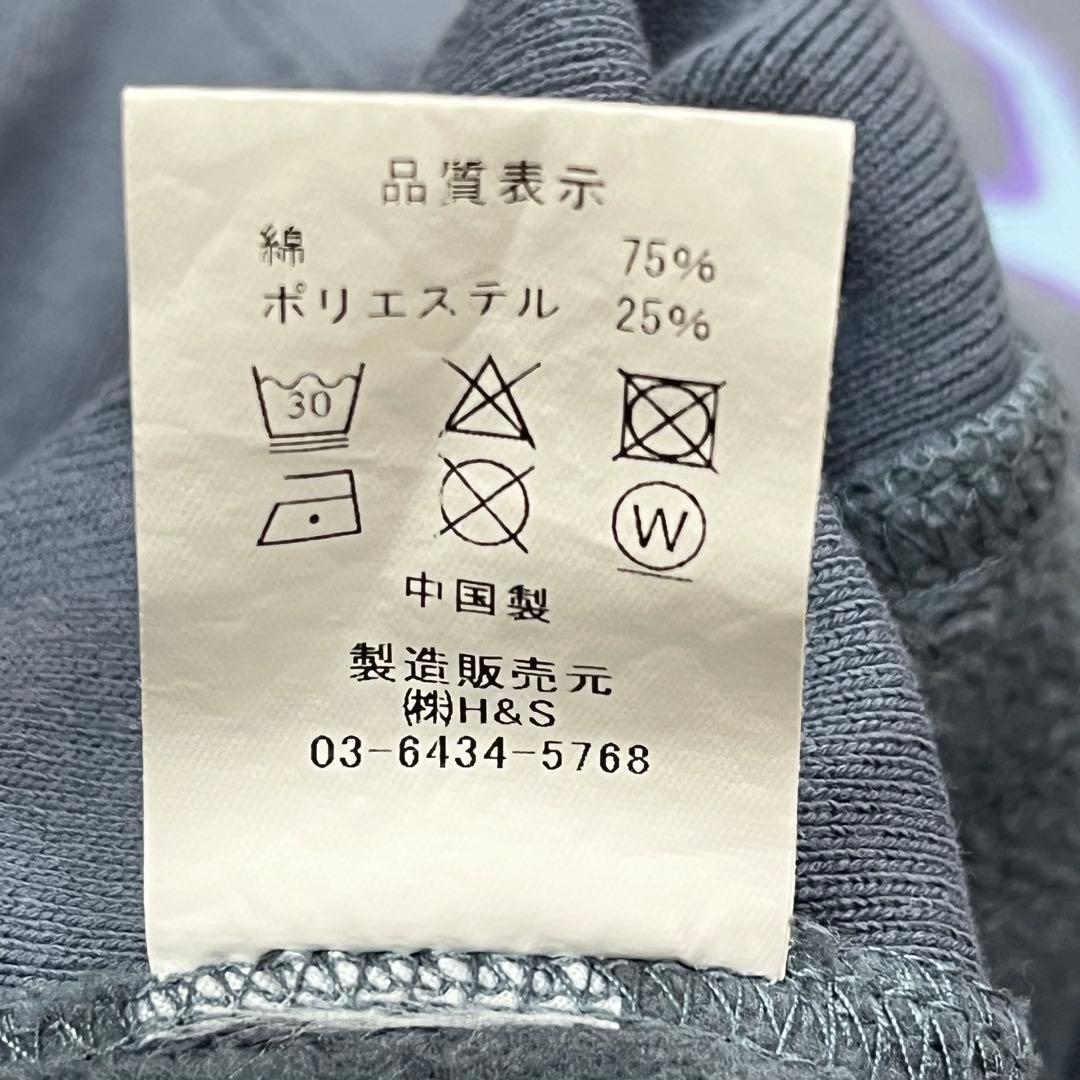 品質表示
綿 75%
ポリエステル 25%
30
W
中国製
製造販売元
㈱H&S
03-6434-5768